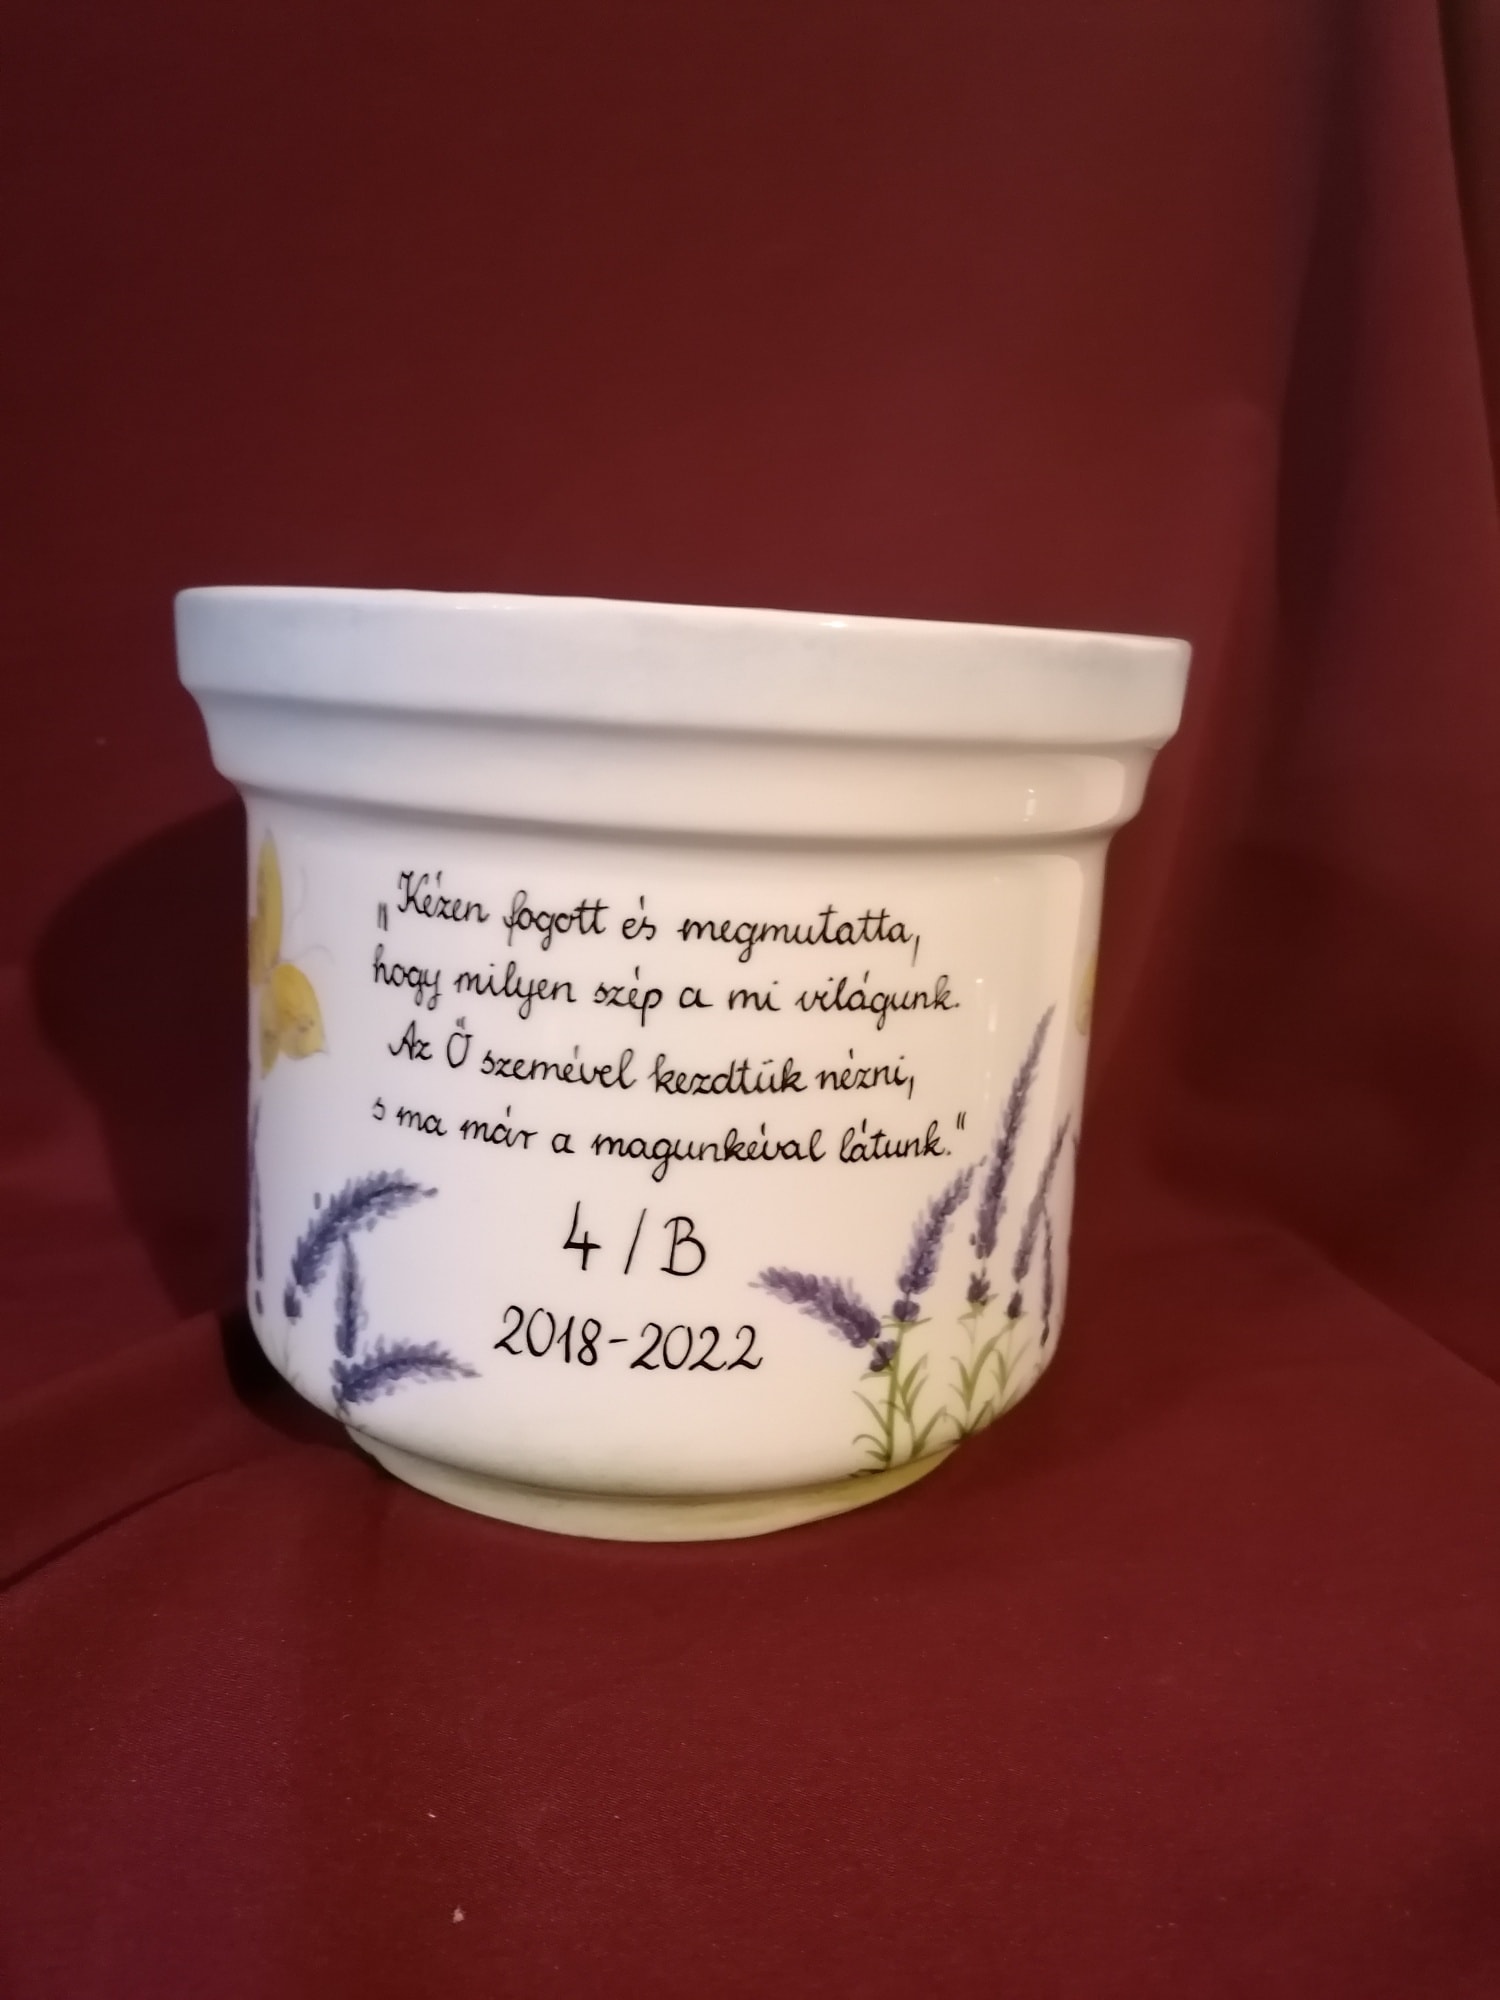 „Kézen fogott és megmutatta,
hogy milyen szép a mi világunk.
Az Ő szemével kezdtük nézni,
s ma már a magunkéval látunk."
4/B
2018-2022